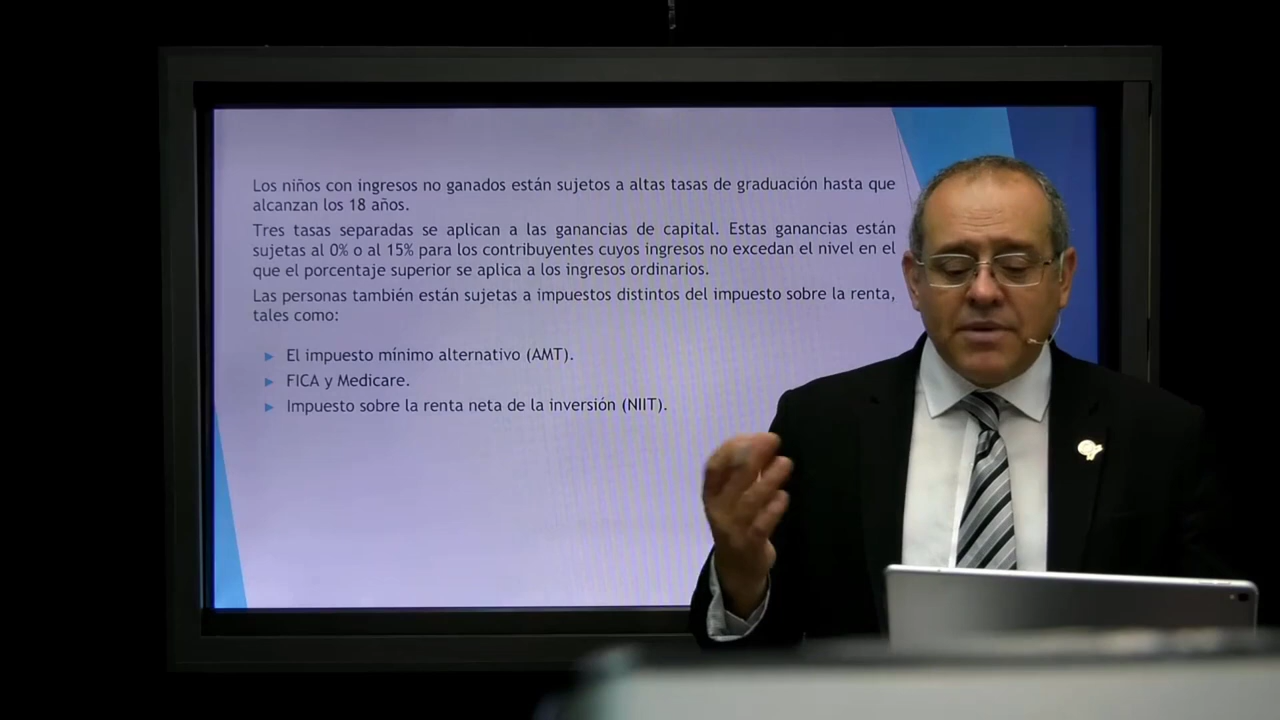 Los niños con ingresos no ganados están sujetos a altas tasas de graduación hasta que
alcanzan los 18 años.
Tres tasas separadas se aplican a las ganancias de capital. Estas ganancias están
sujetas al 0% o al 15% para los contribuyentes cuyos ingresos no excedan el nivel en el
que el porcentaje superior se aplica a los ingresos ordinarios.
Las personas también están sujetas a impuestos distintos del impuesto sobre la renta,
tales como:
El impuesto mínimo alternativo (AMT).
FICA y Medicare.
Impuesto sobre la renta neta de la inversión (NIIT).